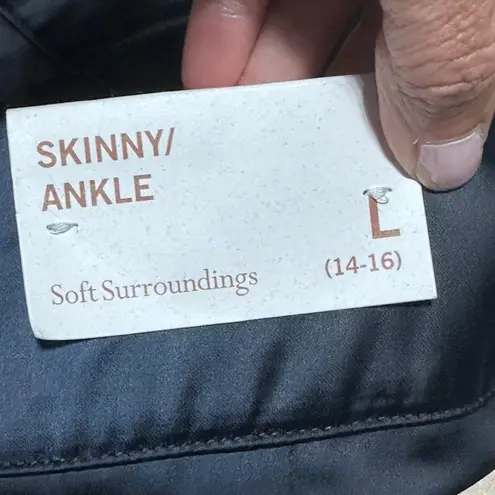 SKINNY/
ANKLE
L
Soft Surroundings
(14-16)